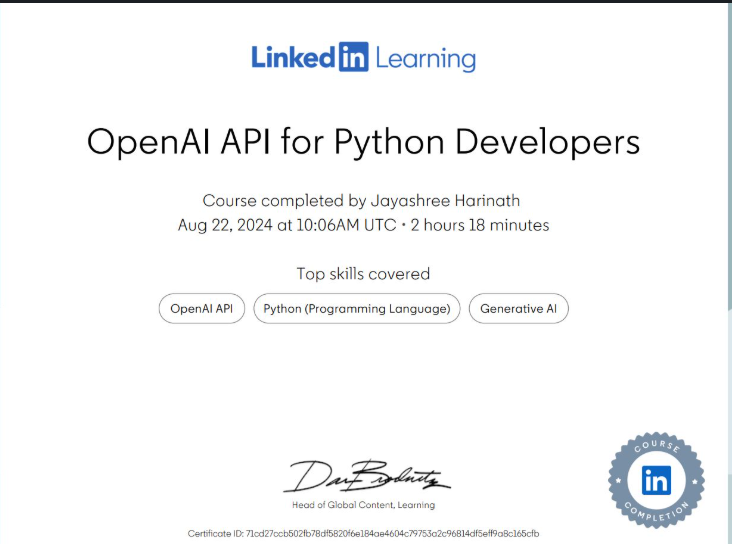 Linked in Learning
OpenAI API for Python Developers
Course completed by Jayashree Harinath
Aug 22, 2024 at 10:06AM UTC • 2 hours 18 minutes
Top skills covered
OpenAI API
Python (Programming Language)
Generative AI
Head of Global Content, Learning
COURSE
in
COMPLETION
Certificate ID: 71cd27ccb502fb78df5820f6e184ae4604c79753a2c96814df5eff9a8c165cfb